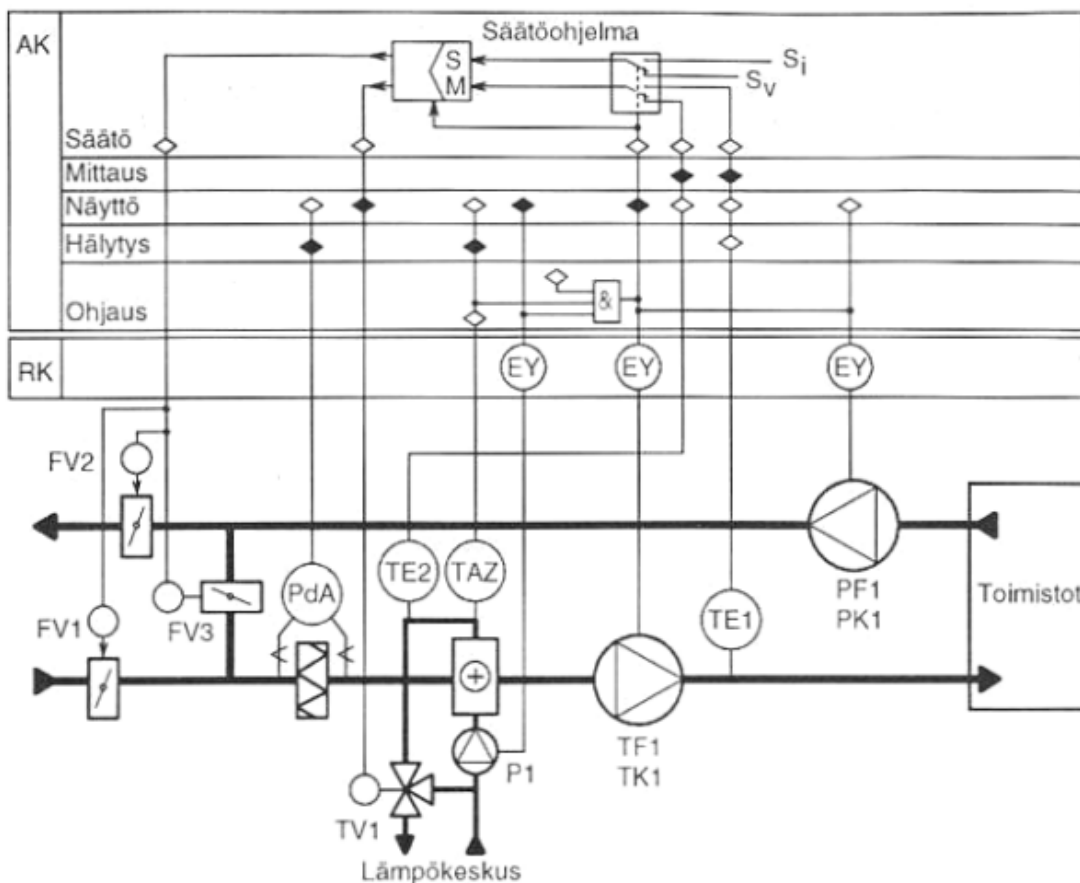 AK
Säätöohjelma
S
M
Si
Sv
Säätö
Mittaus
Näyttö
Hälytys
Ohjaus
&
RK
EY
EY
EY
FV2
PdA
TE2
TAZ
PF1
PK1
Toimistot
FV1
FV3
TE1
+
TF1
TK1
P1
TV1
Lämpökeskus